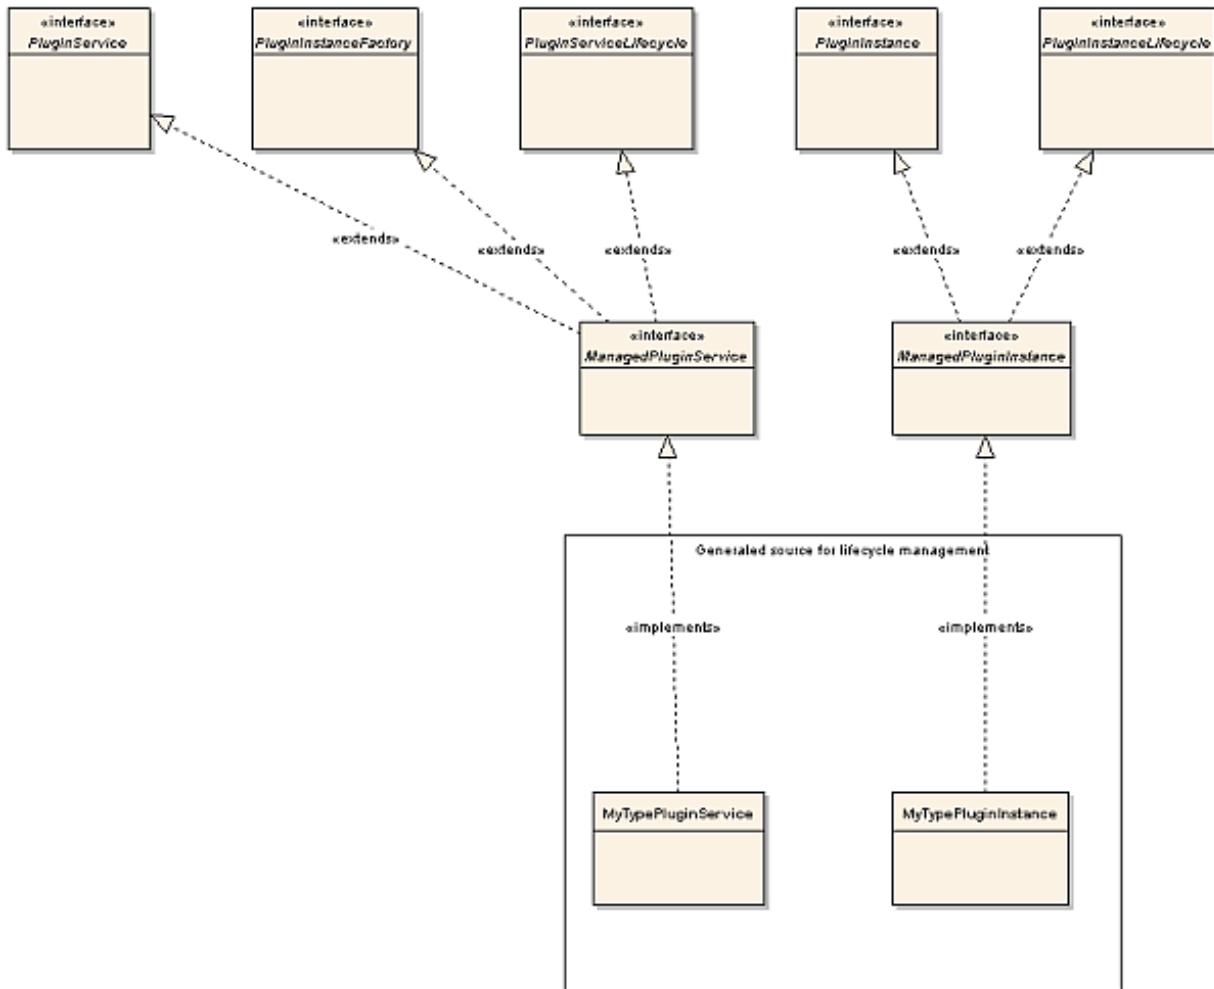 «interface»
PluginService
«interface»
PluginInstanceFactory
«interface»
PluginServiceLifecycle
«interface»
PluginInstance
«interface»
PluginInstanceLifecycle
«extends»
«extends»
«extends»
«extends»
«extends»
«interface»
ManagedPluginService
«interface»
ManagedPluginInstance
Generated source for lifecycle management
«implements»
«implements»
MyTypePluginService
MyTypePluginInstance